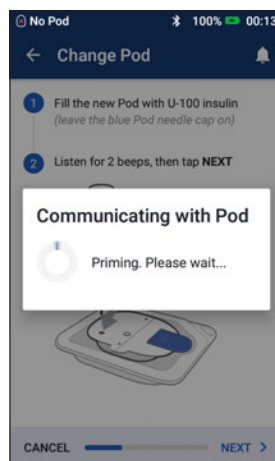 No Pod 100% 00:13
Change Pod
1 Fill the new Pod with U-100 insulin
(leave the blue Pod needle cap on)
2 Listen for 2 beeps, then tap NEXT
Communicating with Pod
Priming. Please wait...
CANCEL NEXT